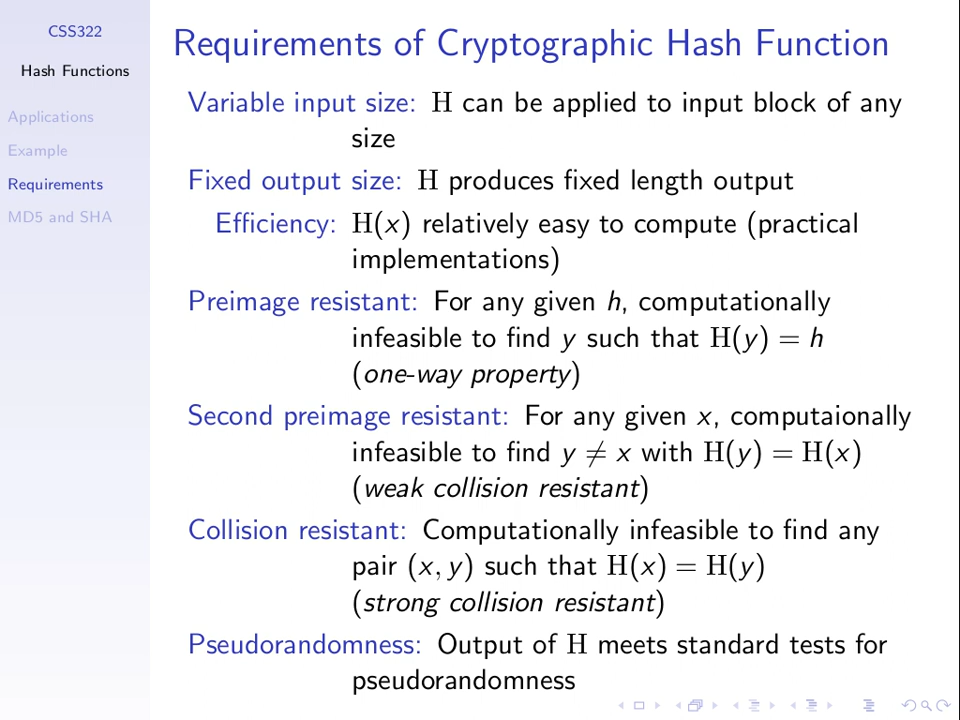 CSS322
Hash Functions
Applications
Example
Requirements
MD5 and SHA
Requirements of Cryptographic Hash Function
Variable input size: H can be applied to input block of any
size
Fixed output size: H produces fixed length output
Efficiency: H(x) relatively easy to compute (practical
implementations)
Preimage resistant: For any given h, computationally
infeasible to find y such that H(y) = h
(one-way property)
Second preimage resistant: For any given x, computaionally
infeasible to find y ≠ x with H(y) = H(x)
(weak collision resistant)
Collision resistant: Computationally infeasible to find any
pair (x, y) such that H(x) = H(y)
(strong collision resistant)
Pseudorandomness: Output of H meets standard tests for
pseudorandomness